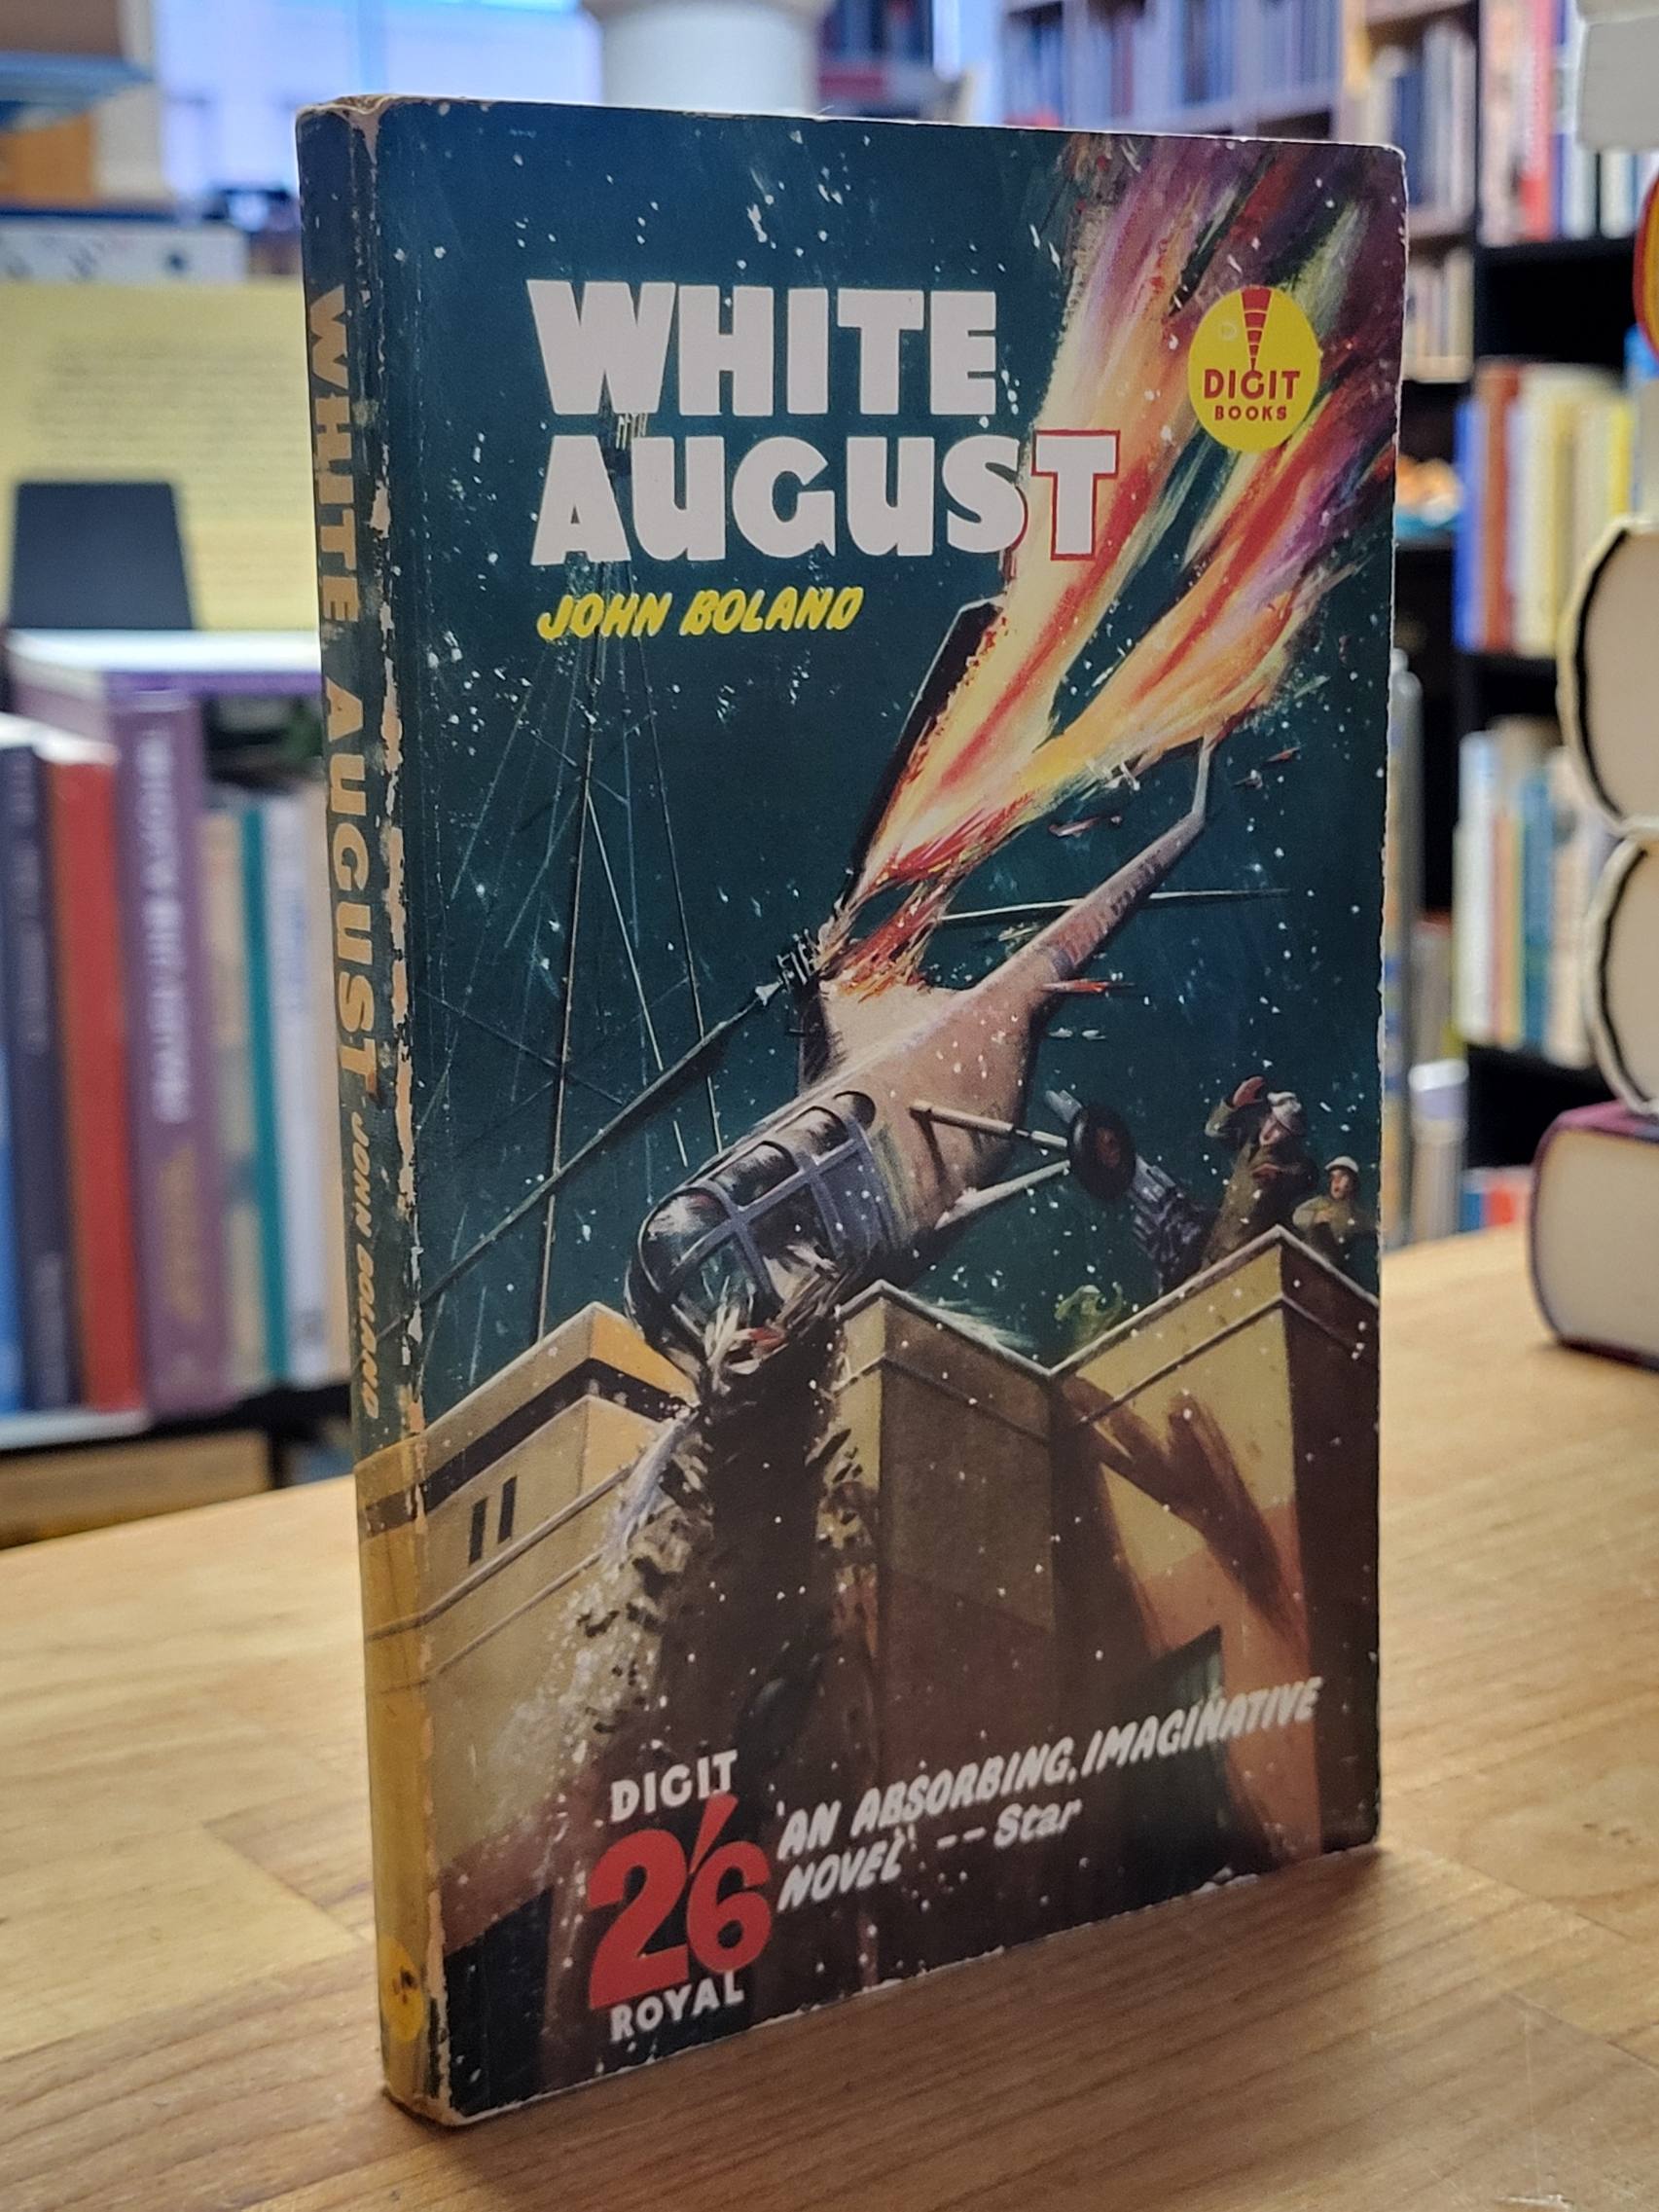 WHITE
AUGUST
JOHN BOLAND
DIGIT
BOOKS
WHITE AUGUST JOHN BOLAND
DIGIT
2/6
ROYAL
'AN ABSORBING, IMAGINATIVE
NOVEL' -- Star